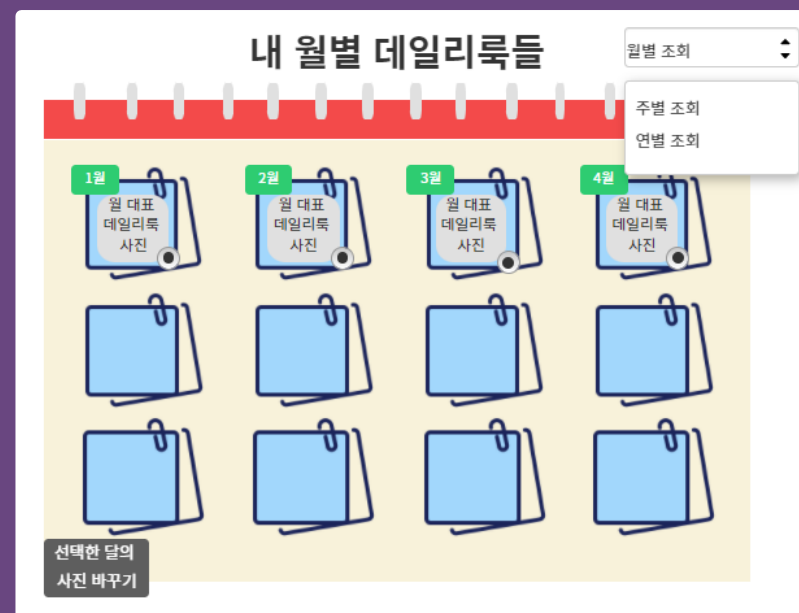 내 월별 데일리룩들
월별 조회
주별 조회
연별 조회
1월
월 대표
데일리룩
사진
2월
월 대표
데일리룩
사진
3월
월 대표
데일리룩
사진
4월
월 대표
데일리룩
사진
선택한 달의
사진 바꾸기